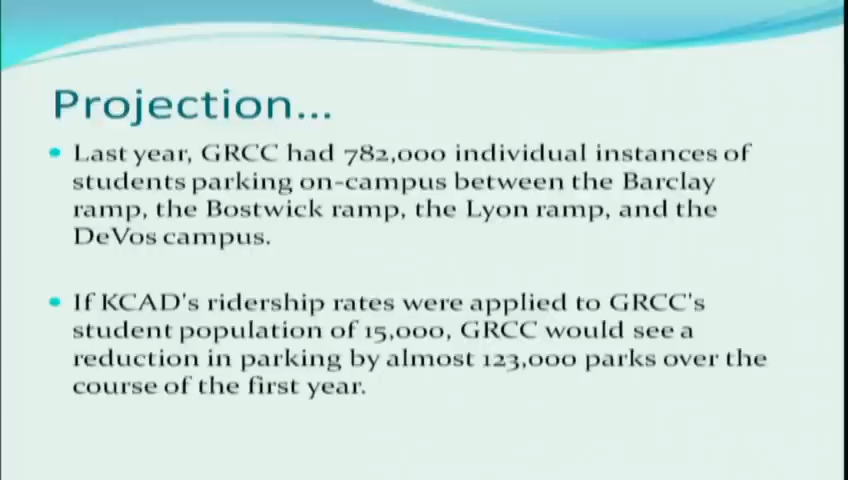 Projection...
• Last year, GRCC had 782,000 individual instances of
students parking on-campus between the Barclay
ramp, the Bostwick ramp, the Lyon ramp, and the
DeVos campus.
• If KCAD's ridership rates were applied to GRCC's
student population of 15,000, GRCC would see a
reduction in parking by almost 123,000 parks over the
course of the first year.